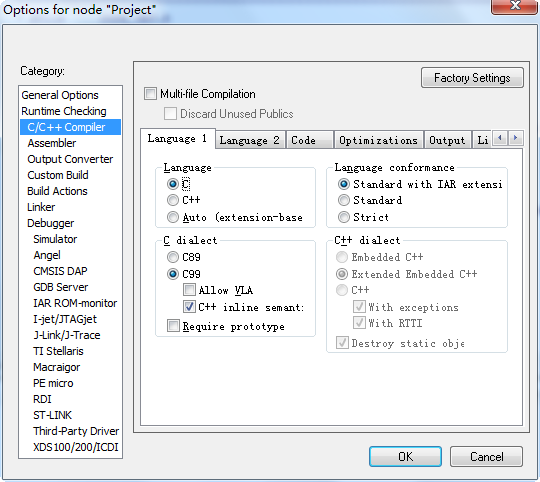 Options for node "Project"
Category:
Factory Settings
General Options
Runtime Checking
C/C++ Compiler
Assembler
Output Converter
Custom Build
Build Actions
Linker
Debugger
Simulator
Angel
CMSIS DAP
GDB Server
IAR ROM-monitor
I-jet/JTAGjet
J-Link/J-Trace
TI Stellaris
Macraigor
PE micro
RDI
ST-LINK
Third-Party Driver
XDS100/200/ICDI
Multi-file Compilation
Discard Unused Publics
Language 1 Language 2 Code Optimizations Output Li
Language
C
C++
Auto (extension-base
Language conformance
Standard with IAR extensi
Standard
Strict
C dialect
C89
C99
Allow VLA
C++ inline semant:
Require prototype
C++ dialect
Embedded C++
Extended Embedded C++
C++
With exceptions
With RTTI
Destroy static obje
OK Cancel